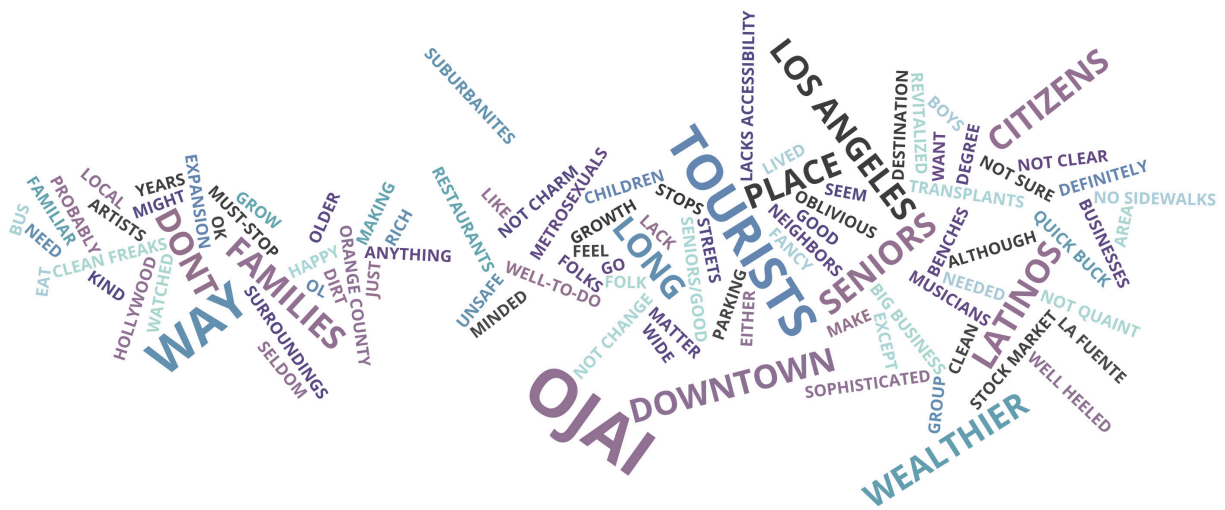 SUBURBANITES
BUS
FAMILIAR
NEED
EAT
PROBABLY
LOCAL
ARTISTS
YEARS
MIGHT
CLEAN FREAKS
KIND
HOLLYWOOD
WATCHED
DONT
EXPANSION
OK
MUST-STOP
GROW
WAY
FAMILIES
SURROUNDINGS
SELDOM
HAPPY
OL
DIRT
OLDER
ORANGE COUNTY
JUST
MAKING
RICH
ANYTHING
RESTAURANTS
UNSAFE
MINDED
LIKE
NOT CHARM
METROSEXUALS
WELL-TO-DO
CHILDREN
GROWTH
FEEL
FOLKS
GO
FOLK
LONG
LACK
STOPS
STREETS
SENIORS/GOOD
NOT CHANGE
MATTER
WIDE
PARKING
EITHER
TOURISTS
LACKS ACCESSIBILITY
LIVED
PLACE
LOS ANGELES
SEEM
OBLIVIOUS
GOOD
NEIGHBORS
FANCY
SENIORS
MAKE
OJAI
DOWNTOWN
SOPHISTICATED
EXCEPT
BIG BUSINESS
GROUP
CLEAN
WEALTHIER
STOCK MARKET
DESTINATION
REVITALIZED
BOYS
WANT
DEGREE
CITIZENS
NOT SURE
NOT CLEAR
DEFINITELY
NO SIDEWALKS
TRANSPLANTS
BENCHES
ALTHOUGH
NEEDED
MUSICIANS
LATINOS
QUICK BUCK
BUSINESSES
AREA
NOT QUAINT
LA FUENTE
WELL HEELED